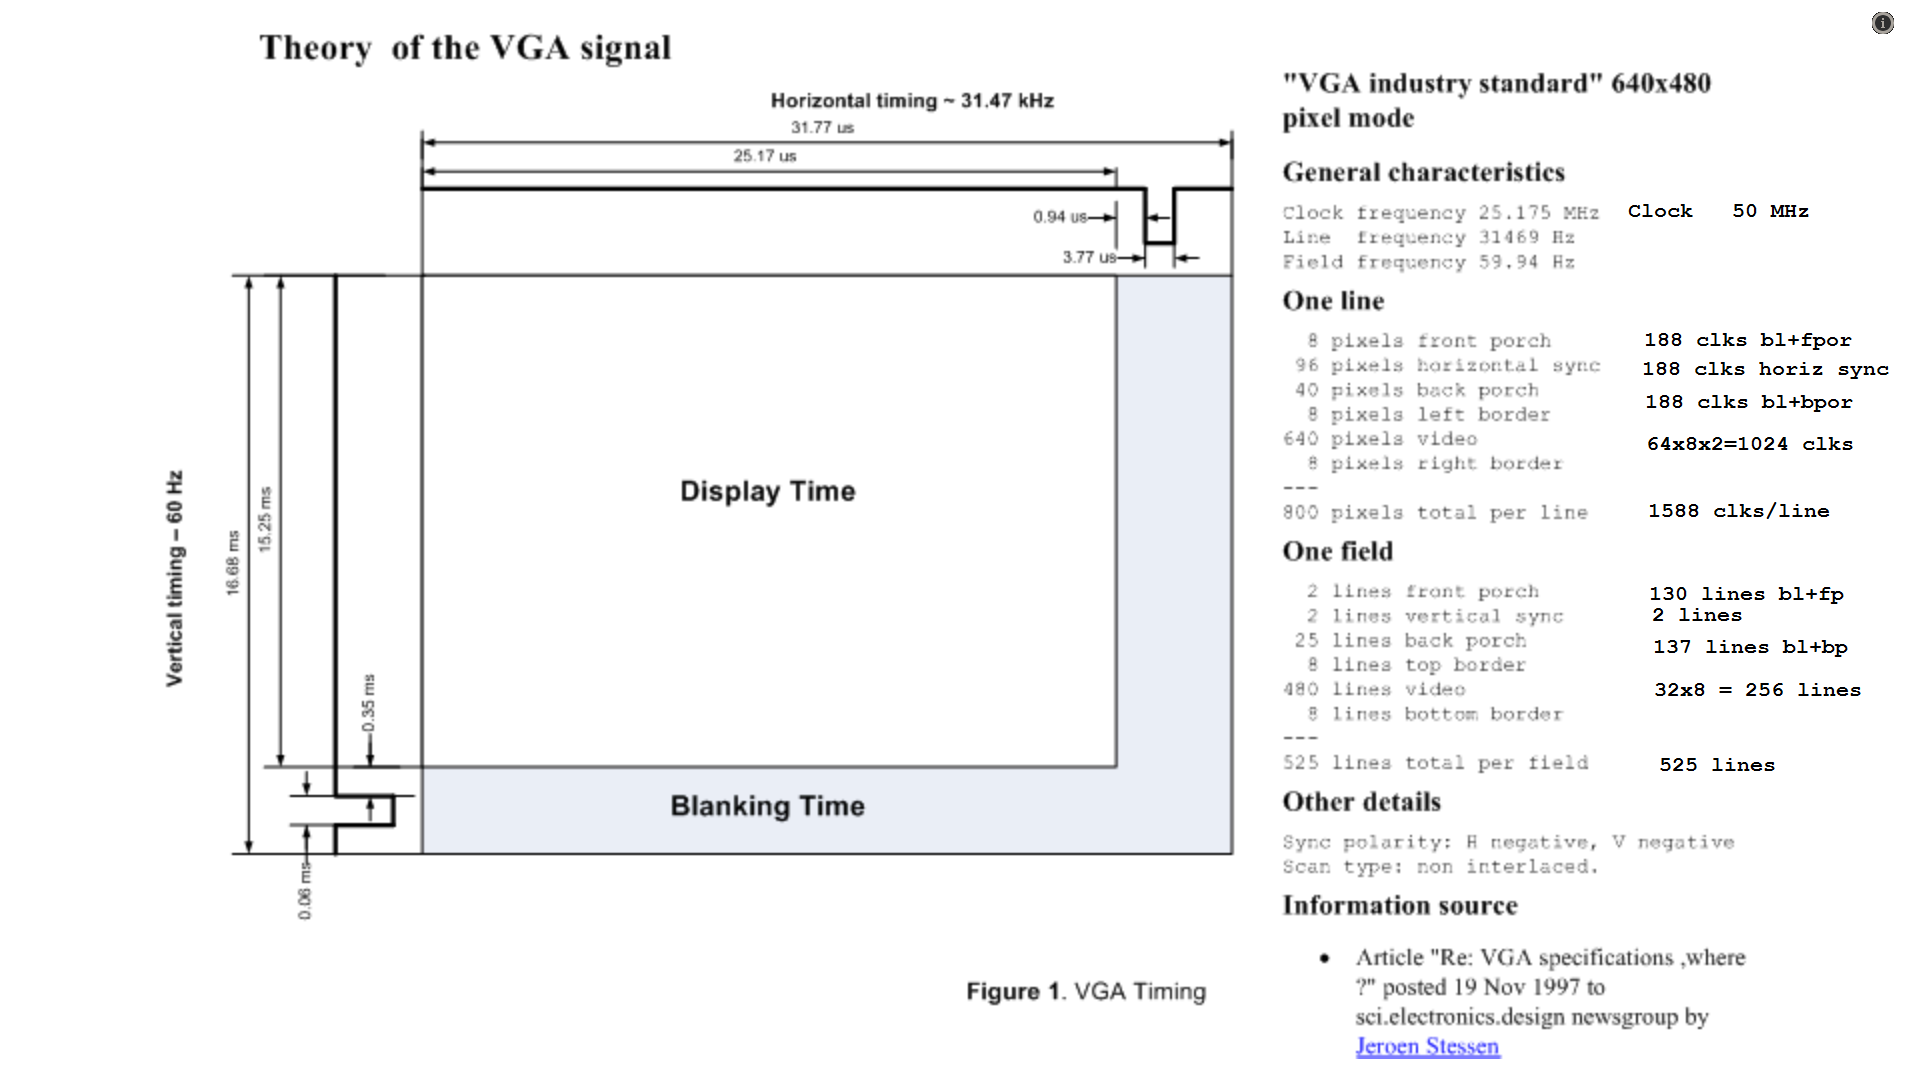 Theory of the VGA signal
Horizontal timing ~ 31.47 kHz
31.77 us
25.17 us
0.94 us
3.77 us
Vertical timing – 60 Hz
16.68 ms
15.25 ms
0.35 ms
0.06 ms
Display Time
Blanking Time
Figure 1. VGA Timing
"VGA industry standard" 640x480
pixel mode
General characteristics
Clock frequency 25.175 MHz Clock 50 MHz
Line frequency 31469 Hz
Field frequency 59.94 Hz
One line
8 pixels front porch 188 clks bl+fpor
96 pixels horizontal sync 188 clks horiz sync
40 pixels back porch 188 clks bl+bpor
8 pixels left border
640 pixels video 64x8x2=1024 clks
8 pixels right border
---
800 pixels total per line 1588 clks/line
One field
2 lines front porch 130 lines bl+fp
2 lines vertical sync 2 lines
25 lines back porch 137 lines bl+bp
8 lines top border
480 lines video 32x8 = 256 lines
8 lines bottom border
---
525 lines total per field 525 lines
Other details
Sync polarity: H negative, V negative
Scan type: non interlaced.
Information source
• Article "Re: VGA specifications ,where
?" posted 19 Nov 1997 to
sci.electronics.design newsgroup by
Jeroen Stessen